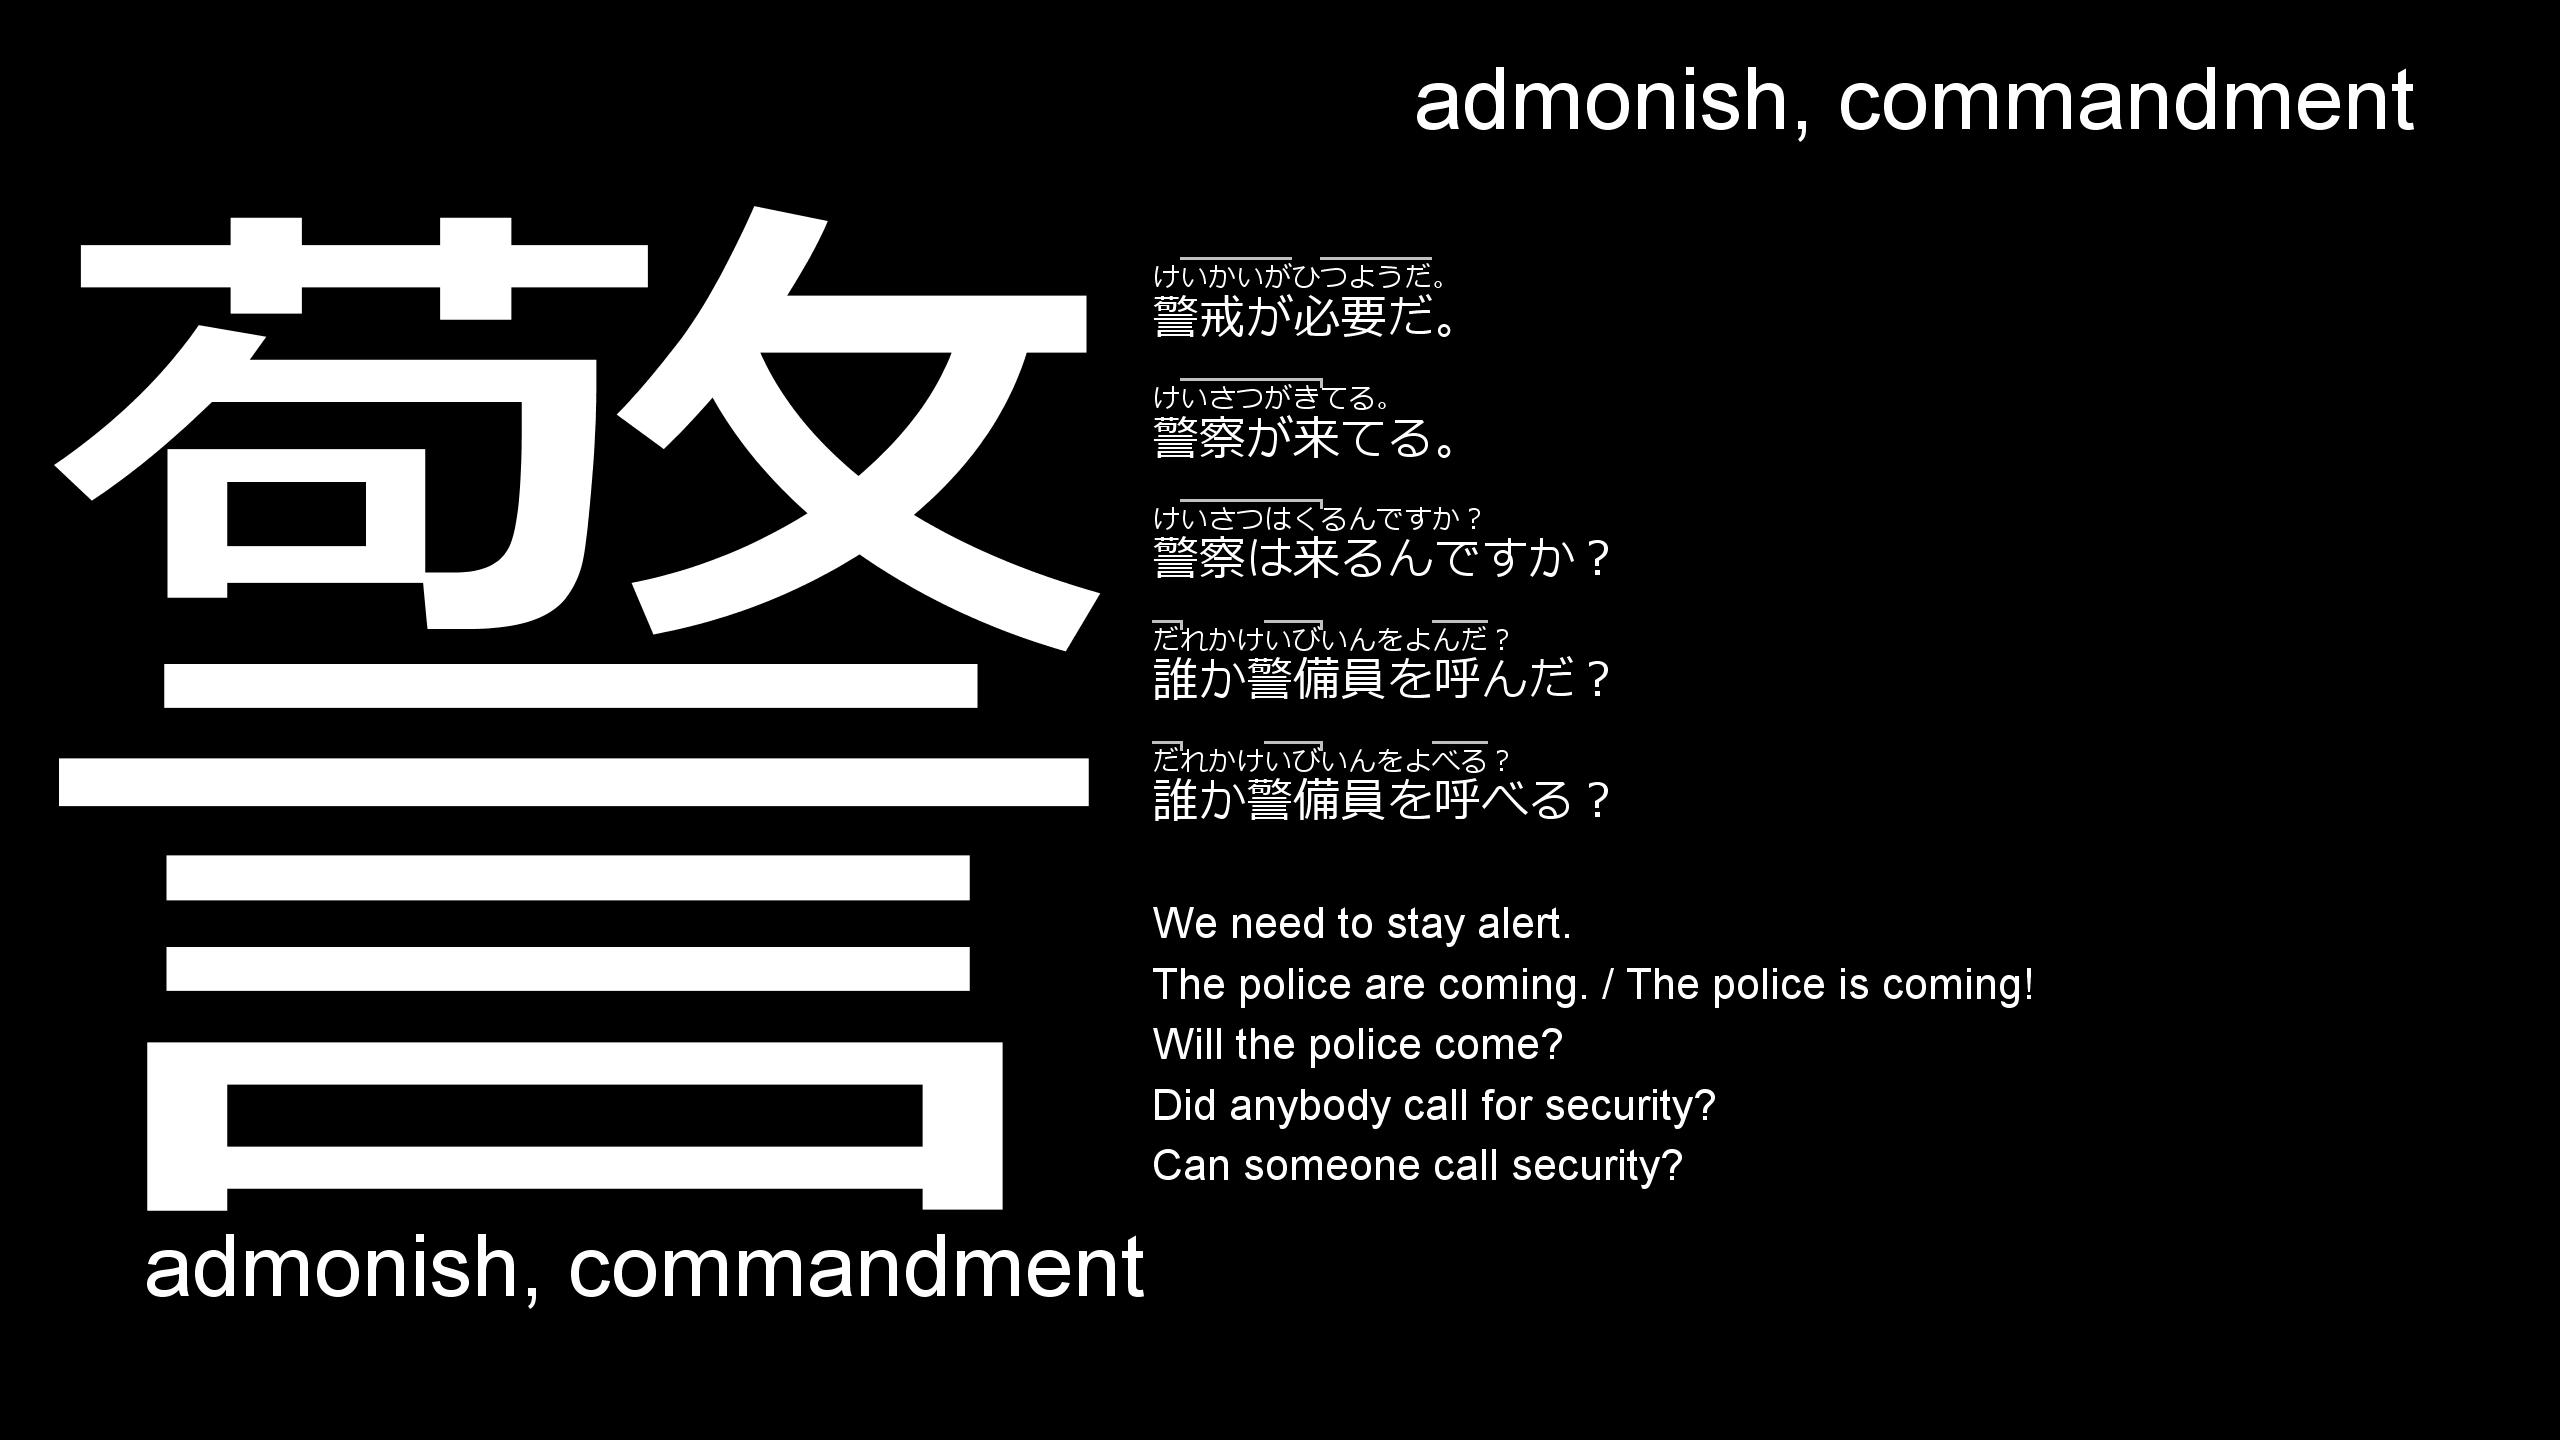 admonish, commandment
警
admonish, commandment
けいかいがひつようだ。
警戒が必要だ。
けいさつがきてる。
警察が来てる。
けいさつはくるんですか？
警察は来るんですか？
だれかけいびいんをよんだ？
誰か警備員を呼んだ？
だれかけいびいんをよべる？
誰か警備員を呼べる？
We need to stay alert.
The police are coming. / The police is coming!
Will the police come?
Did anybody call for security?
Can someone call security?